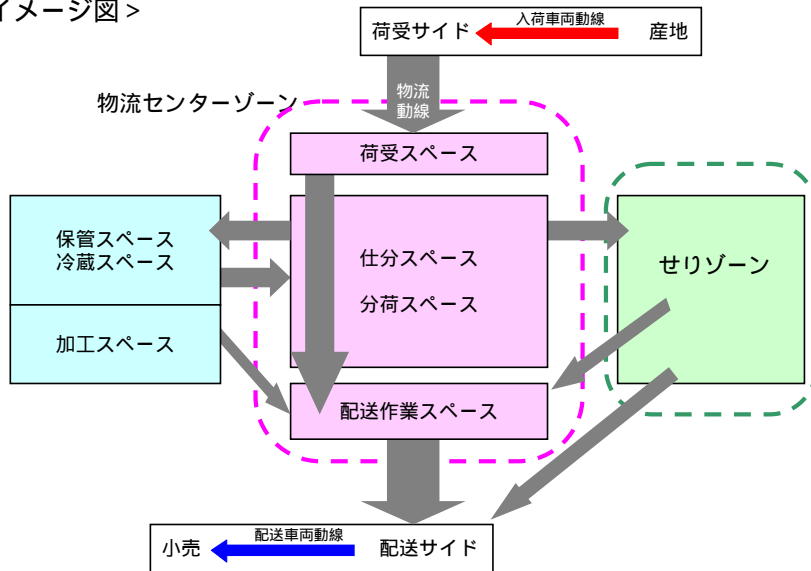 イメージ図>
荷受サイド
入荷車両動線
産地
物流
動線
物流センターゾーン
荷受スペース
保管スペース
冷蔵スペース
仕分スペース
分荷スペース
せりゾーン
加工スペース
配送作業スペース
小売
配送車両動線
配送サイド